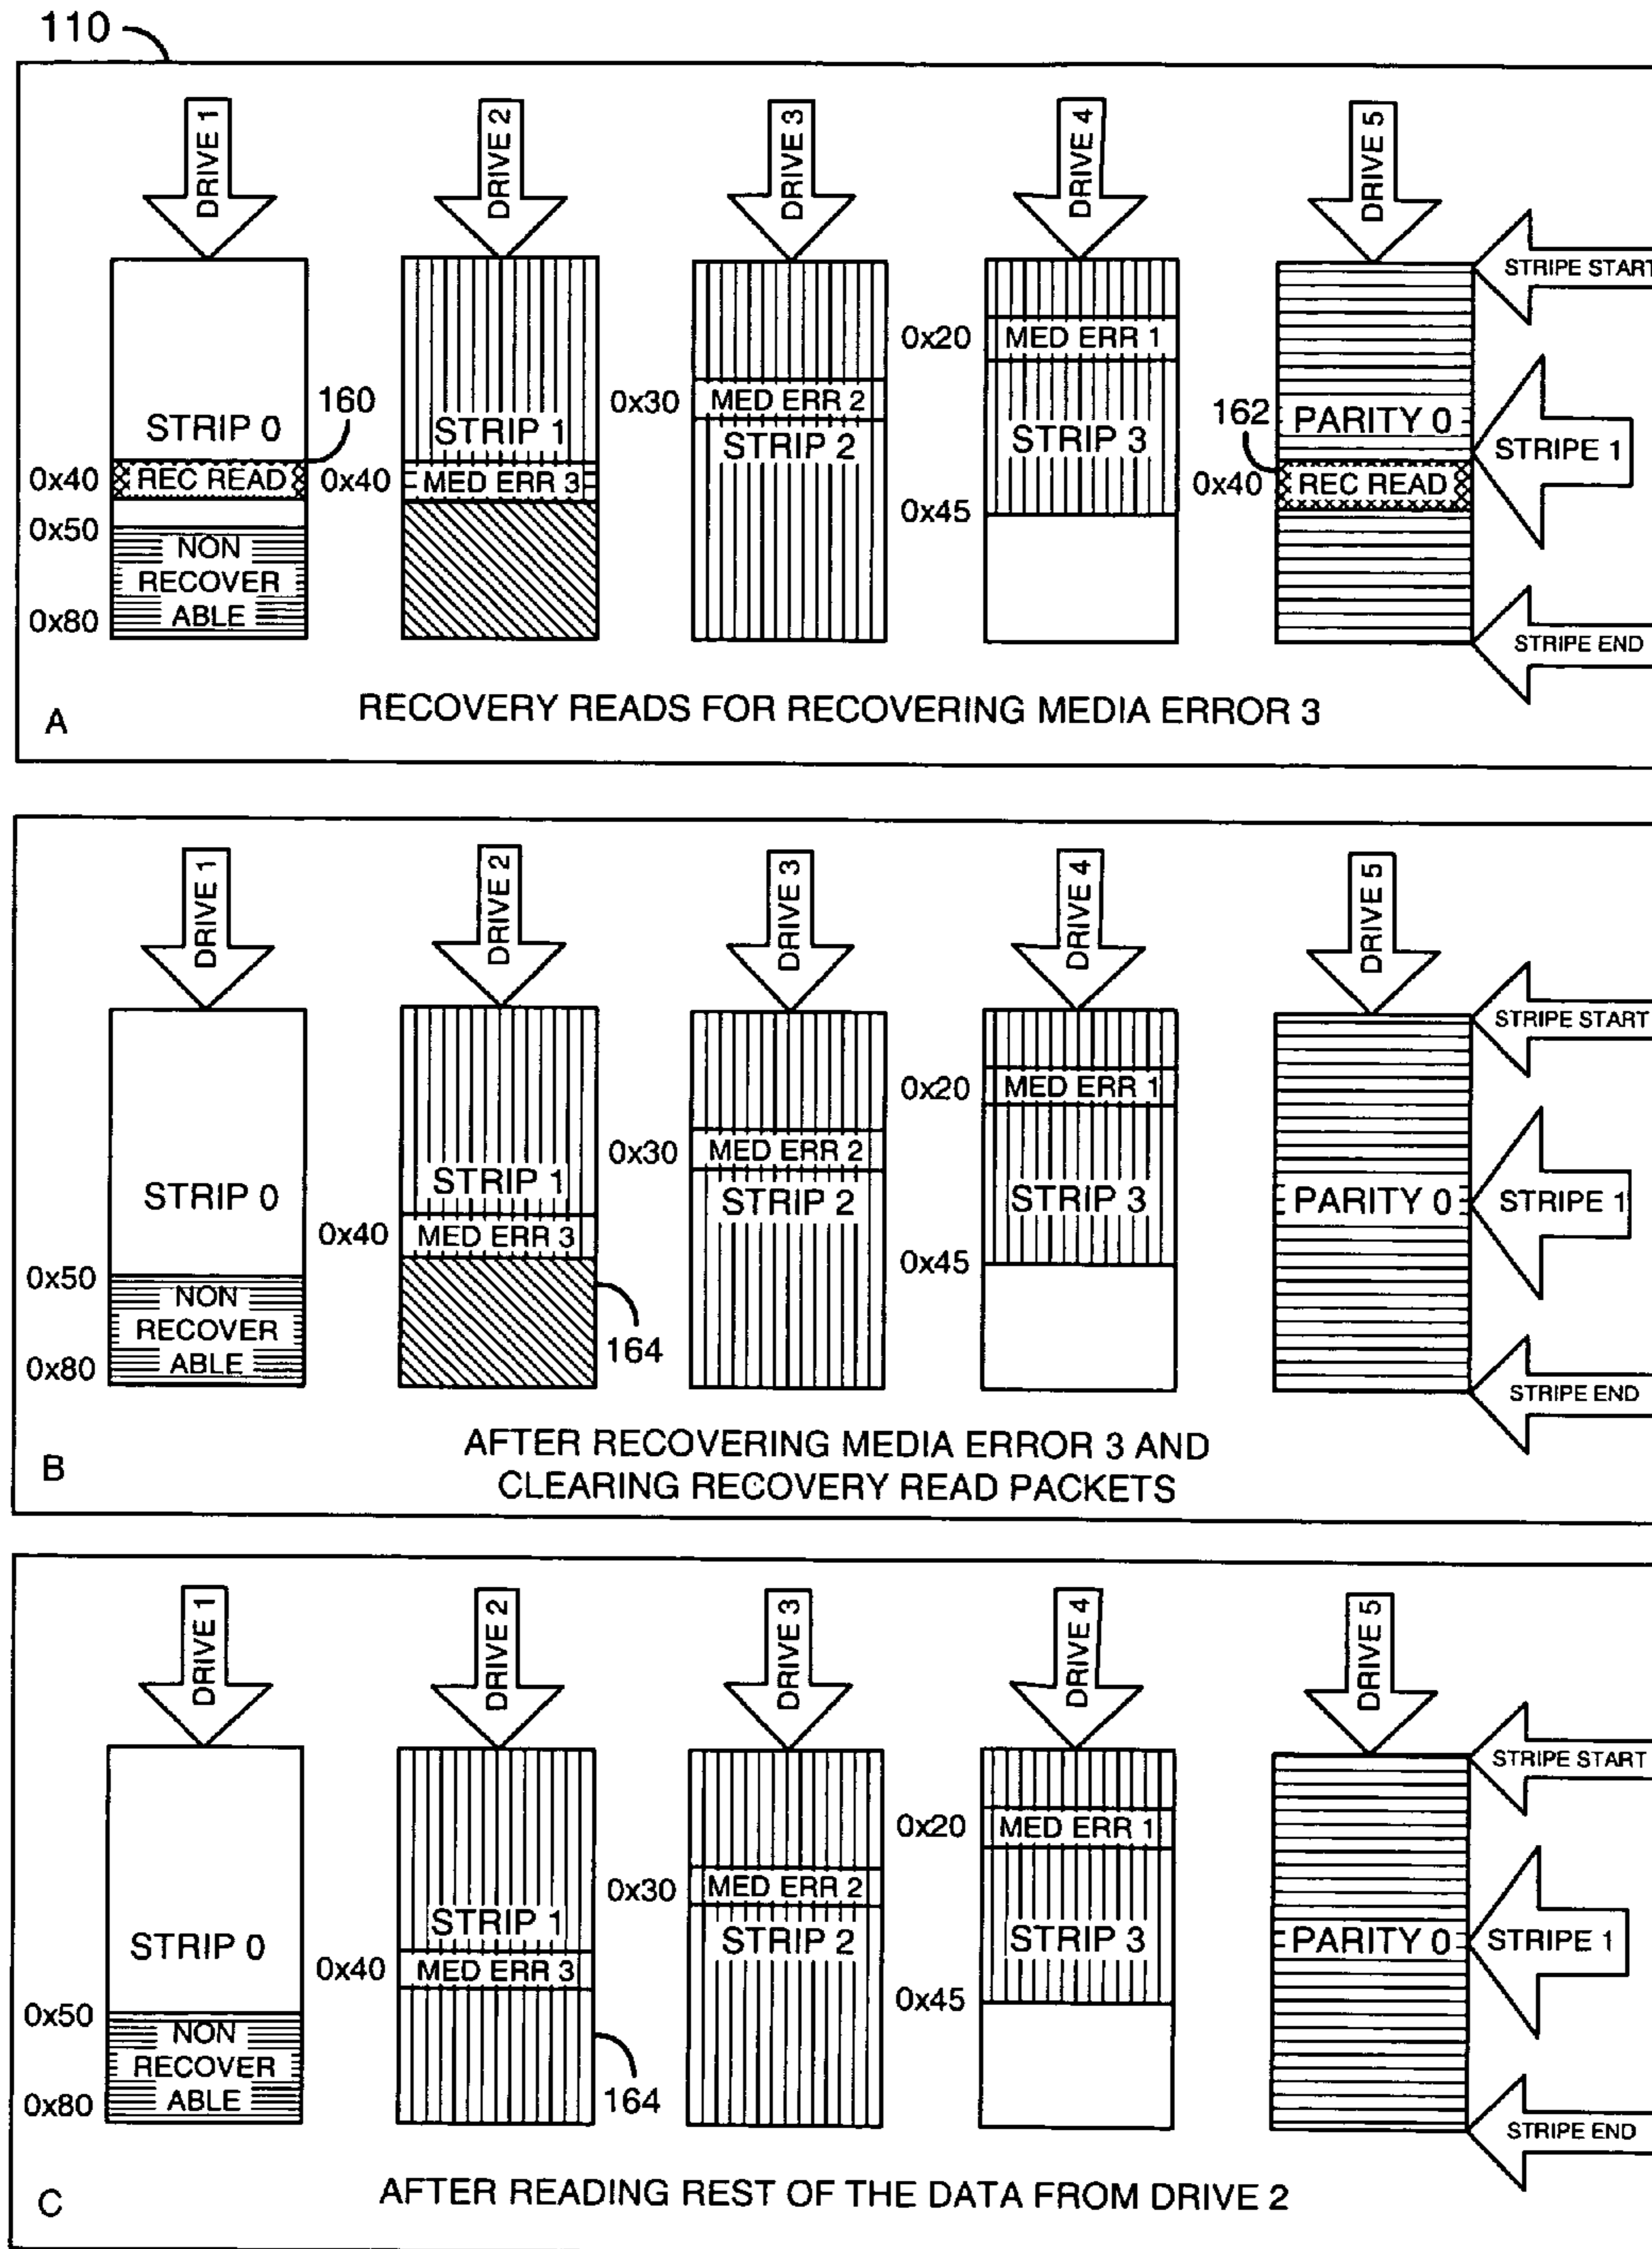 110
DRIVE 1
DRIVE 2
DRIVE 3
DRIVE 4
DRIVE 5
STRIPE START
0x20
MED ERR 1
0x30
MED ERR 2
160
162
STRIP 0
STRIP 1
STRIP 2
STRIP 3
PARITY 0
STRIPE 1
0x40
REC READ
0x40
MED ERR 3
0x40
REC READ
0x45
0x50
NON
RECOVER
ABLE
0x80
STRIPE END
A
RECOVERY READS FOR RECOVERING MEDIA ERROR 3
DRIVE 1
DRIVE 2
DRIVE 3
DRIVE 4
DRIVE 5
STRIPE START
0x20
MED ERR 1
0x30
MED ERR 2
STRIP 0
STRIP 1
STRIP 2
STRIP 3
PARITY 0
STRIPE 1
0x40
MED ERR 3
0x45
0x50
NON
RECOVER
ABLE
0x80
164
STRIPE END
B
AFTER RECOVERING MEDIA ERROR 3 AND
CLEARING RECOVERY READ PACKETS
DRIVE 1
DRIVE 2
DRIVE 3
DRIVE 4
DRIVE 5
STRIPE START
0x20
MED ERR 1
0x30
MED ERR 2
STRIP 0
STRIP 1
STRIP 2
STRIP 3
PARITY 0
STRIPE 1
0x40
MED ERR 3
0x45
0x50
NON
RECOVER
ABLE
0x80
164
STRIPE END
C
AFTER READING REST OF THE DATA FROM DRIVE 2